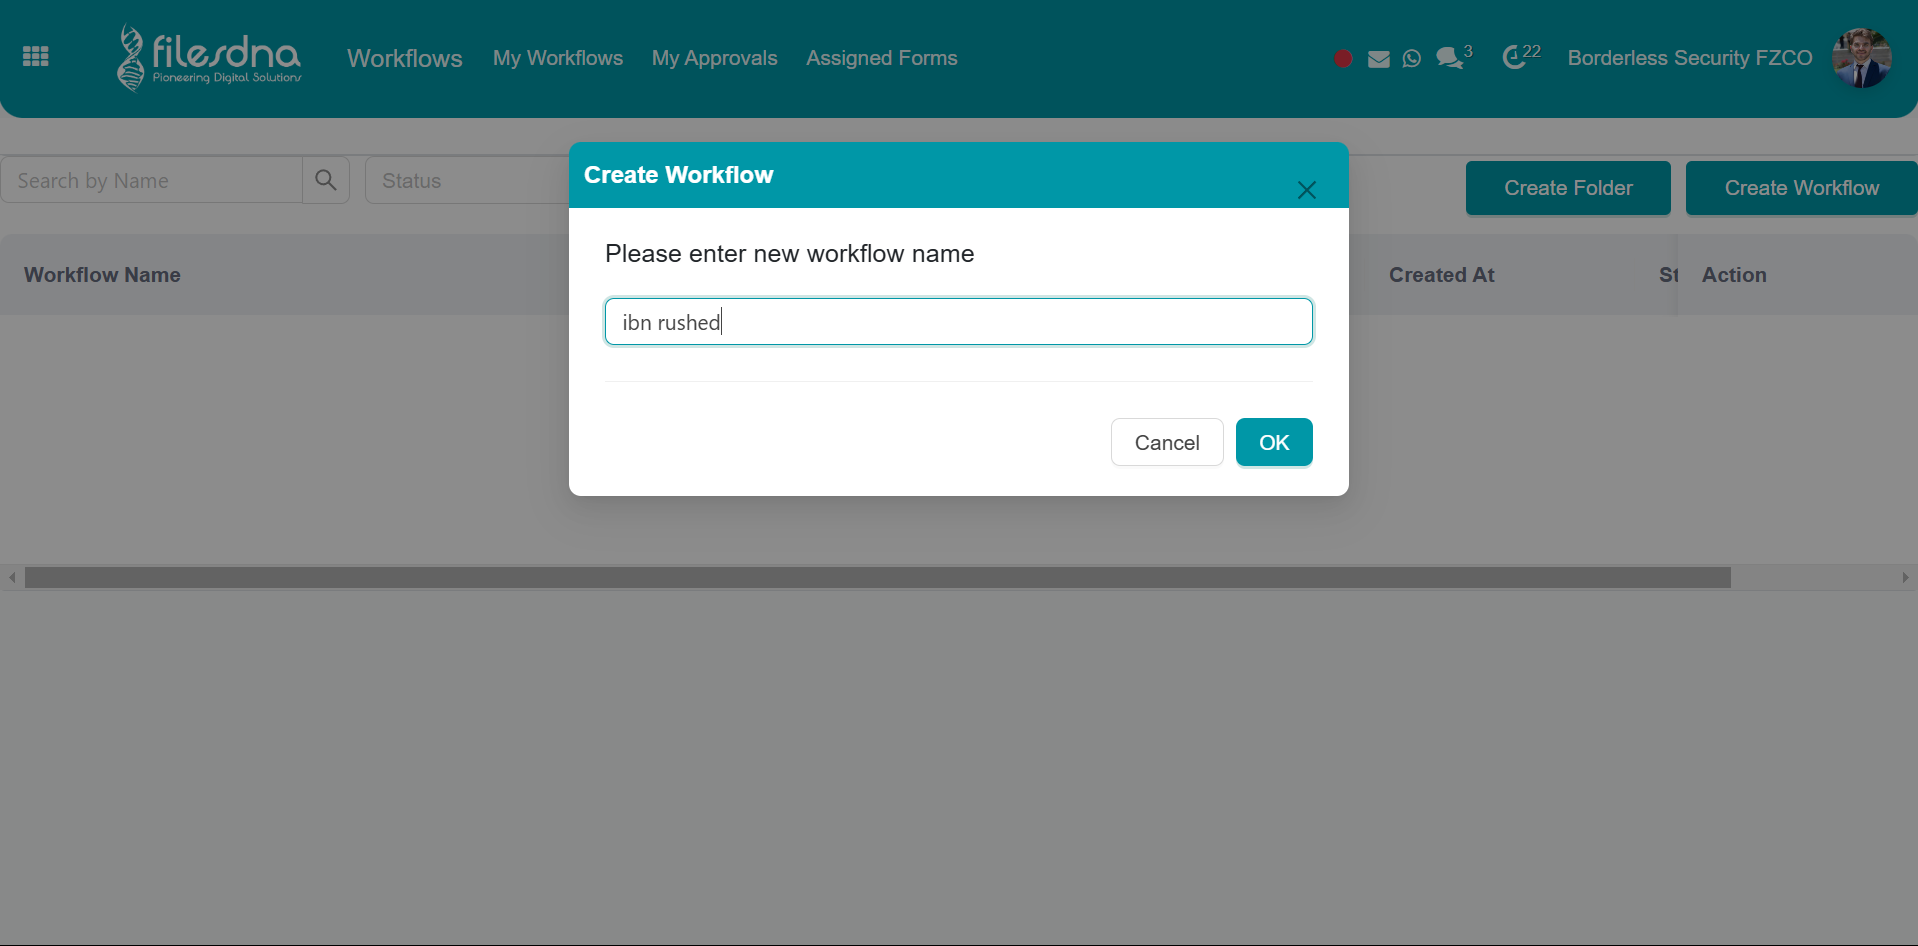 filesdna
Pioneering Digital Solutions
Workflows My Workflows My Approvals Assigned Forms 3 22 Borderless Security FZCO
Search by Name Status Create Folder Create Workflow
Create Workflow
Workflow Name Created At St Action
Please enter new workflow name
ibn rushed
Cancel OK